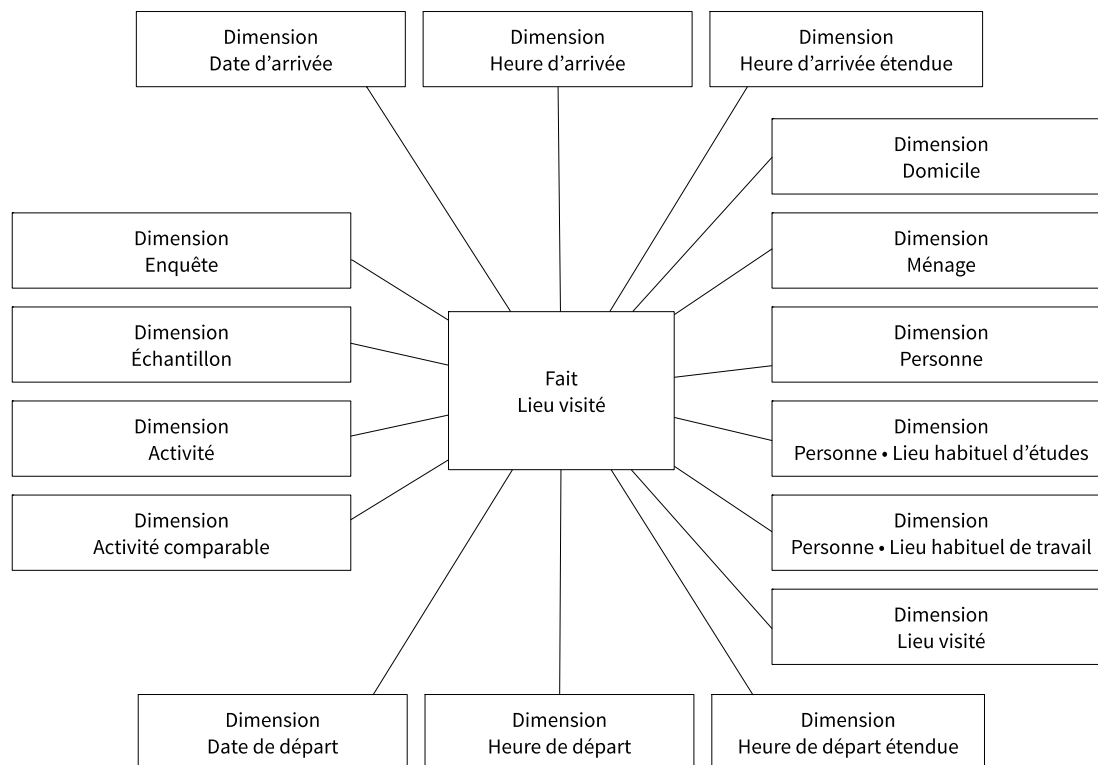 Dimension
Date d’arrivée
Dimension
Heure d’arrivée
Dimension
Heure d’arrivée étendue
Dimension
Domicile
Dimension
Enquête
Dimension
Ménage
Dimension
Échantillon
Fait
Lieu visité
Dimension
Personne
Dimension
Activité
Dimension
Personne • Lieu habituel d’études
Dimension
Activité comparable
Dimension
Personne • Lieu habituel de travail
Dimension
Lieu visité
Dimension
Date de départ
Dimension
Heure de départ
Dimension
Heure de départ étendue